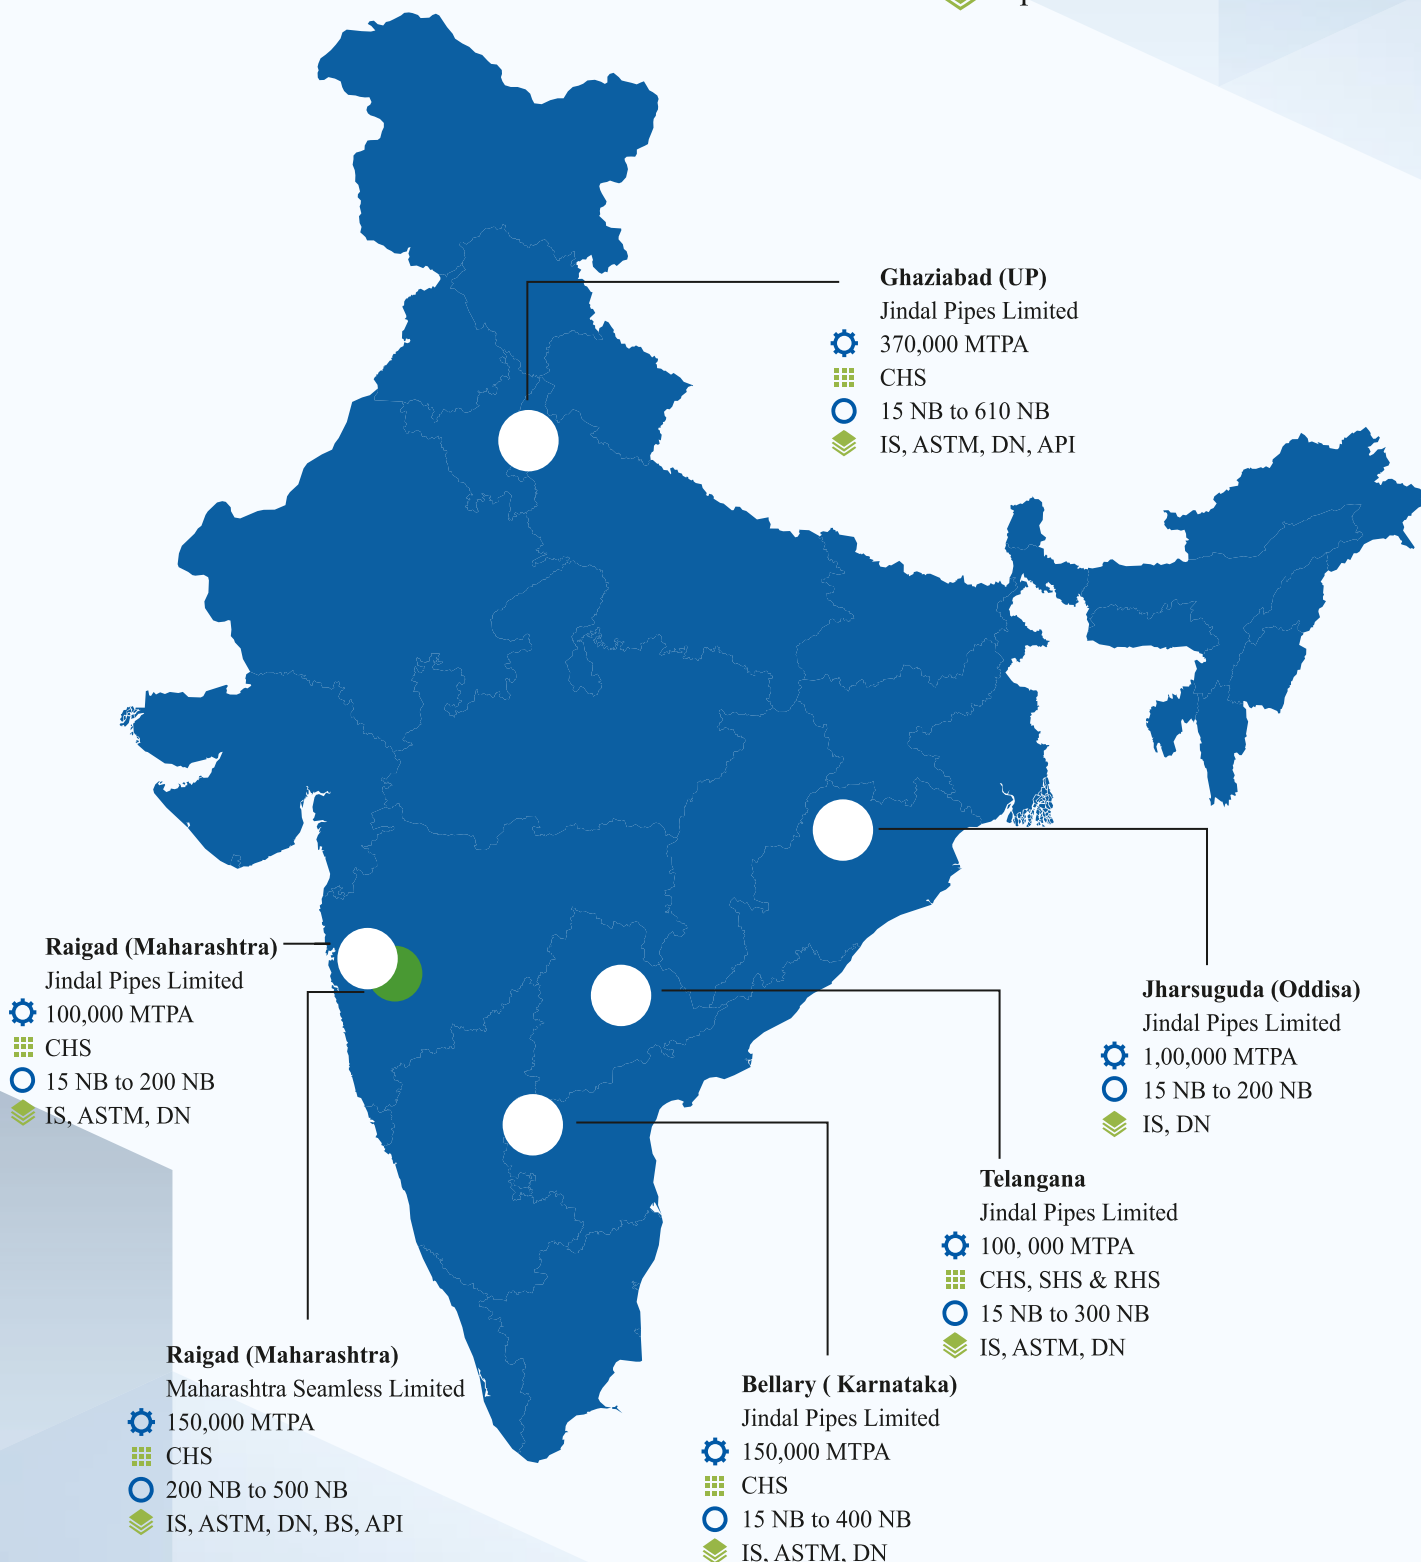 Ghaziabad (UP)
Jindal Pipes Limited
370,000 MTPA
CHS
15 NB to 610 NB
IS, ASTM, DN, API
Raigad (Maharashtra)
Jindal Pipes Limited
100,000 MTPA
CHS
15 NB to 200 NB
IS, ASTM, DN
Jharsuguda (Oddisa)
Jindal Pipes Limited
1,00,000 MTPA
15 NB to 200 NB
IS, DN
Telangana
Jindal Pipes Limited
100, 000 MTPA
CHS, SHS & RHS
15 NB to 300 NB
IS, ASTM, DN
Raigad (Maharashtra)
Maharashtra Seamless Limited
150,000 MTPA
CHS
200 NB to 500 NB
IS, ASTM, DN, BS, API
Bellary ( Karnataka)
Jindal Pipes Limited
150,000 MTPA
CHS
15 NB to 400 NB
IS, ASTM, DN